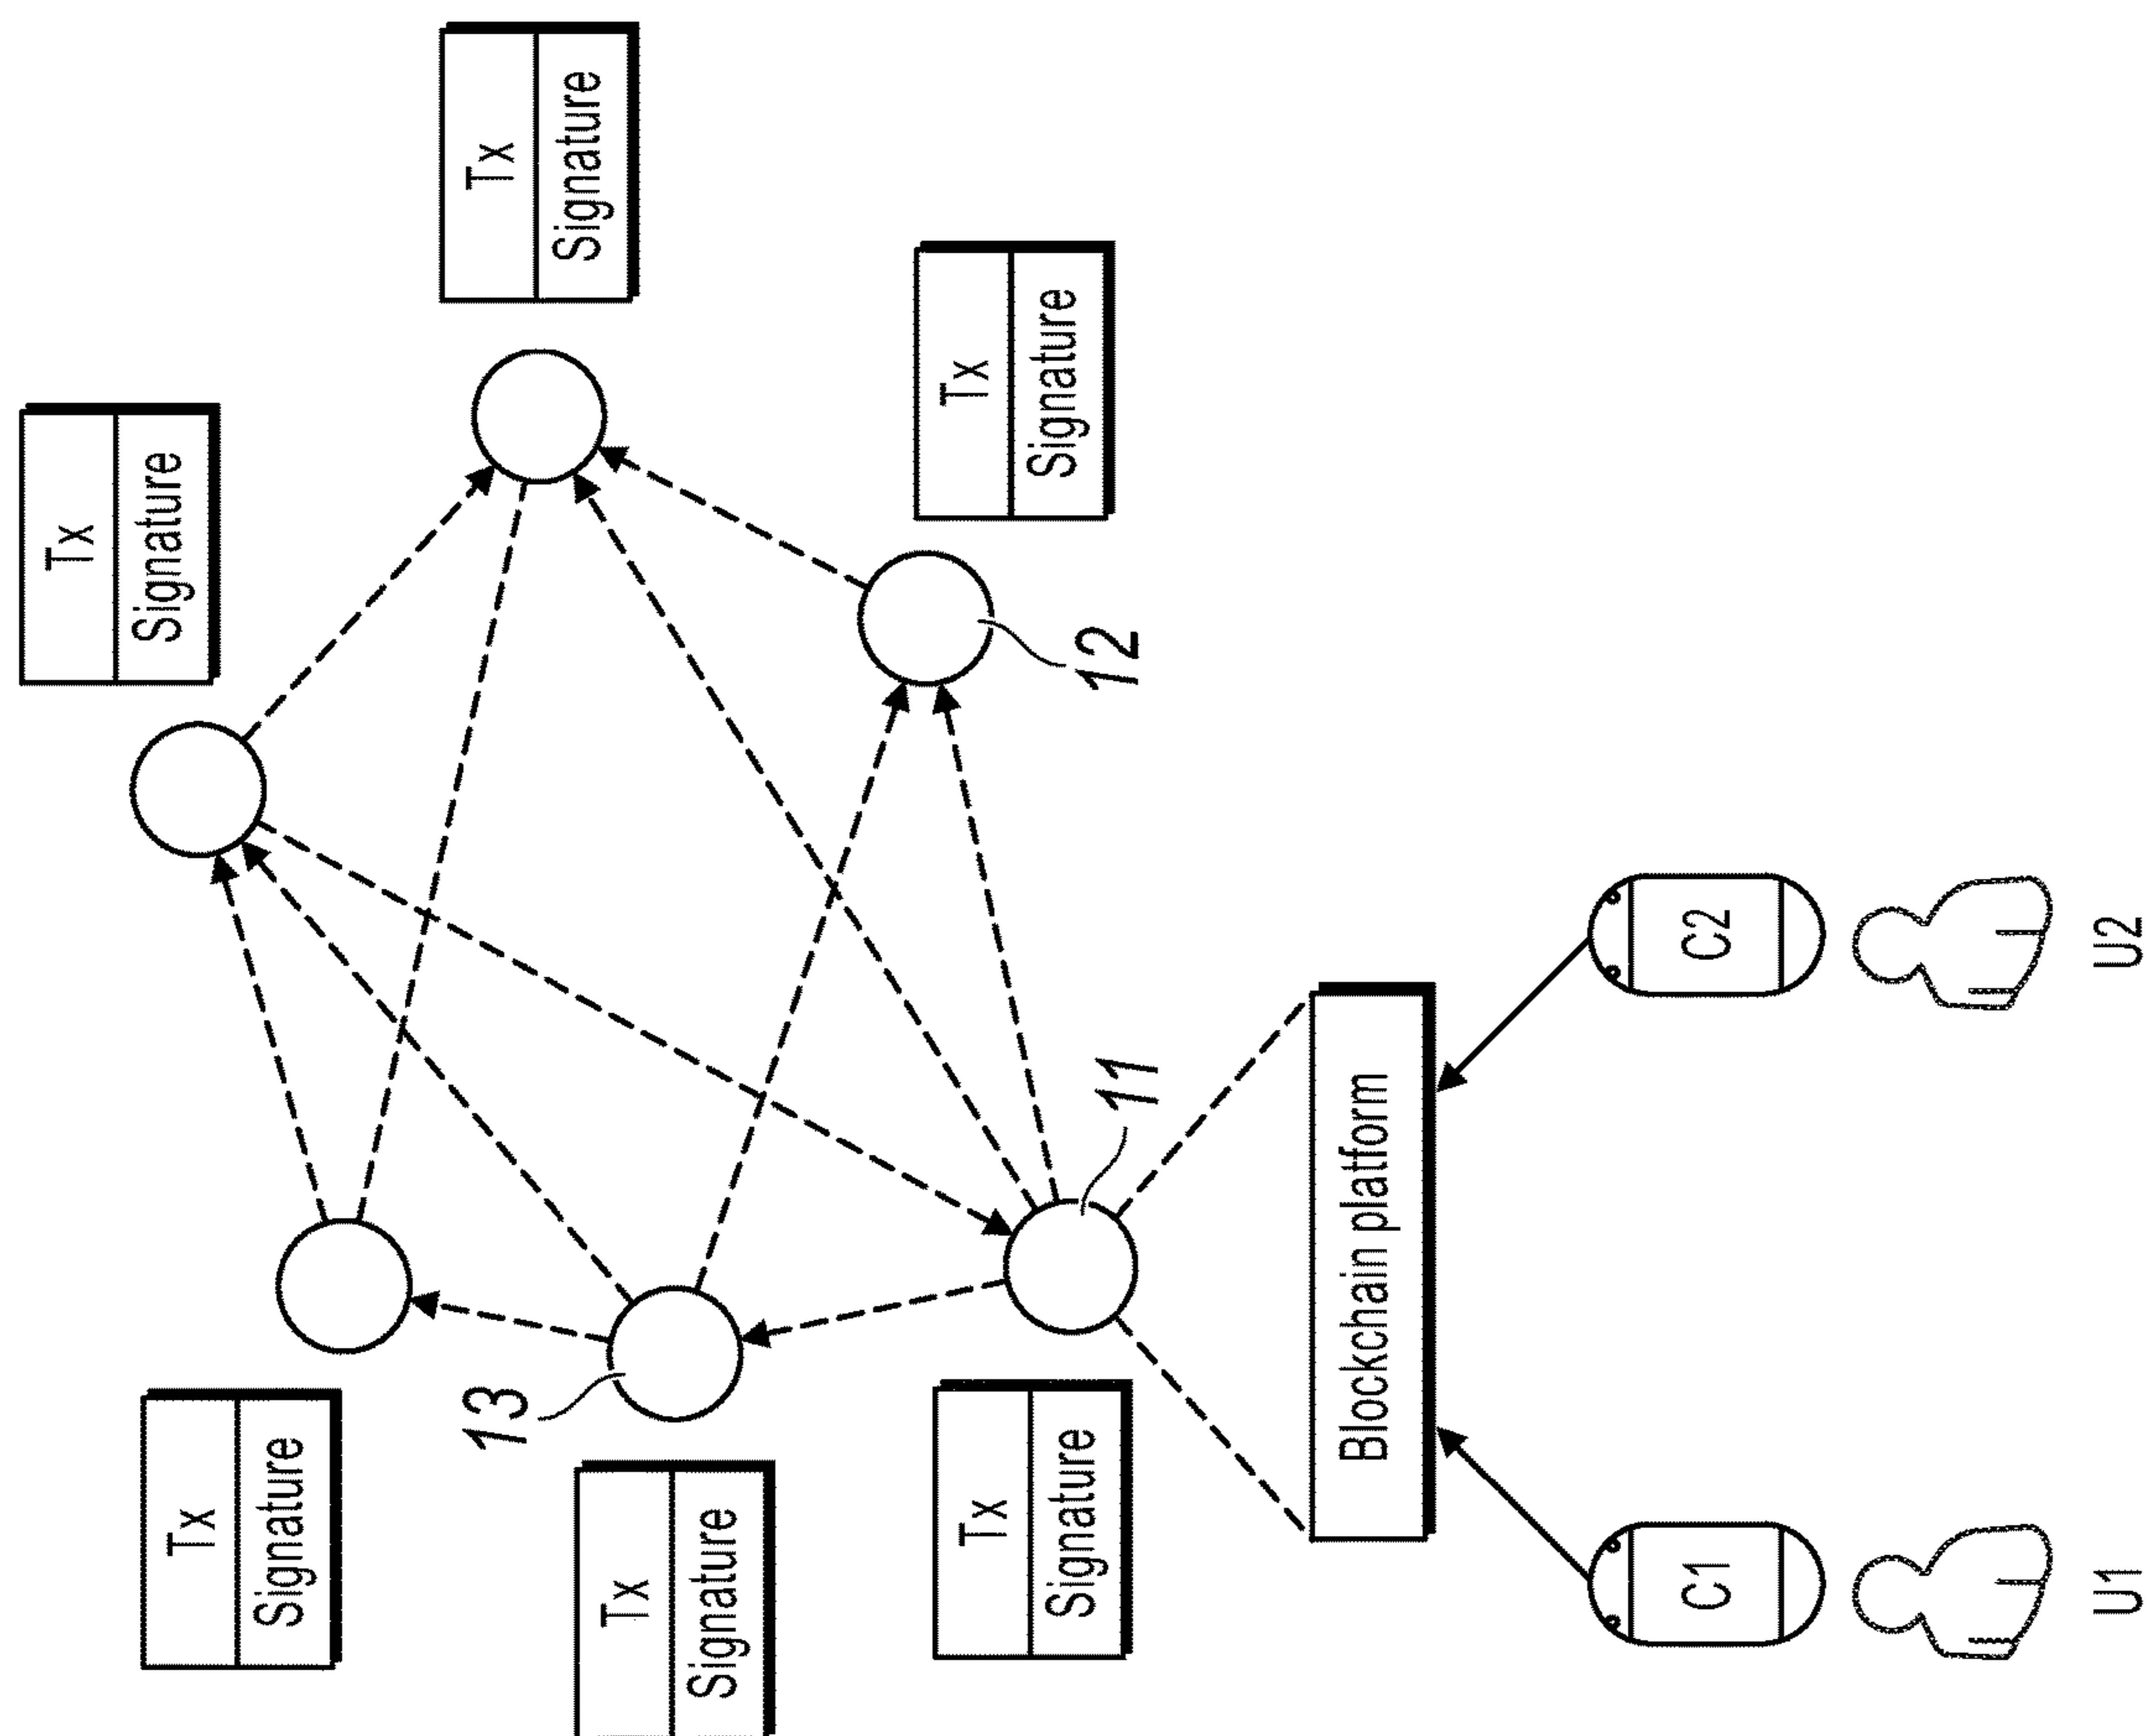 Tx
Signature
Tx
Signature
Tx
Signature
Tx
Signature
Tx
Signature
Tx
Signature
13
12
11
Blockchain platform
C1
C2
U1
U2